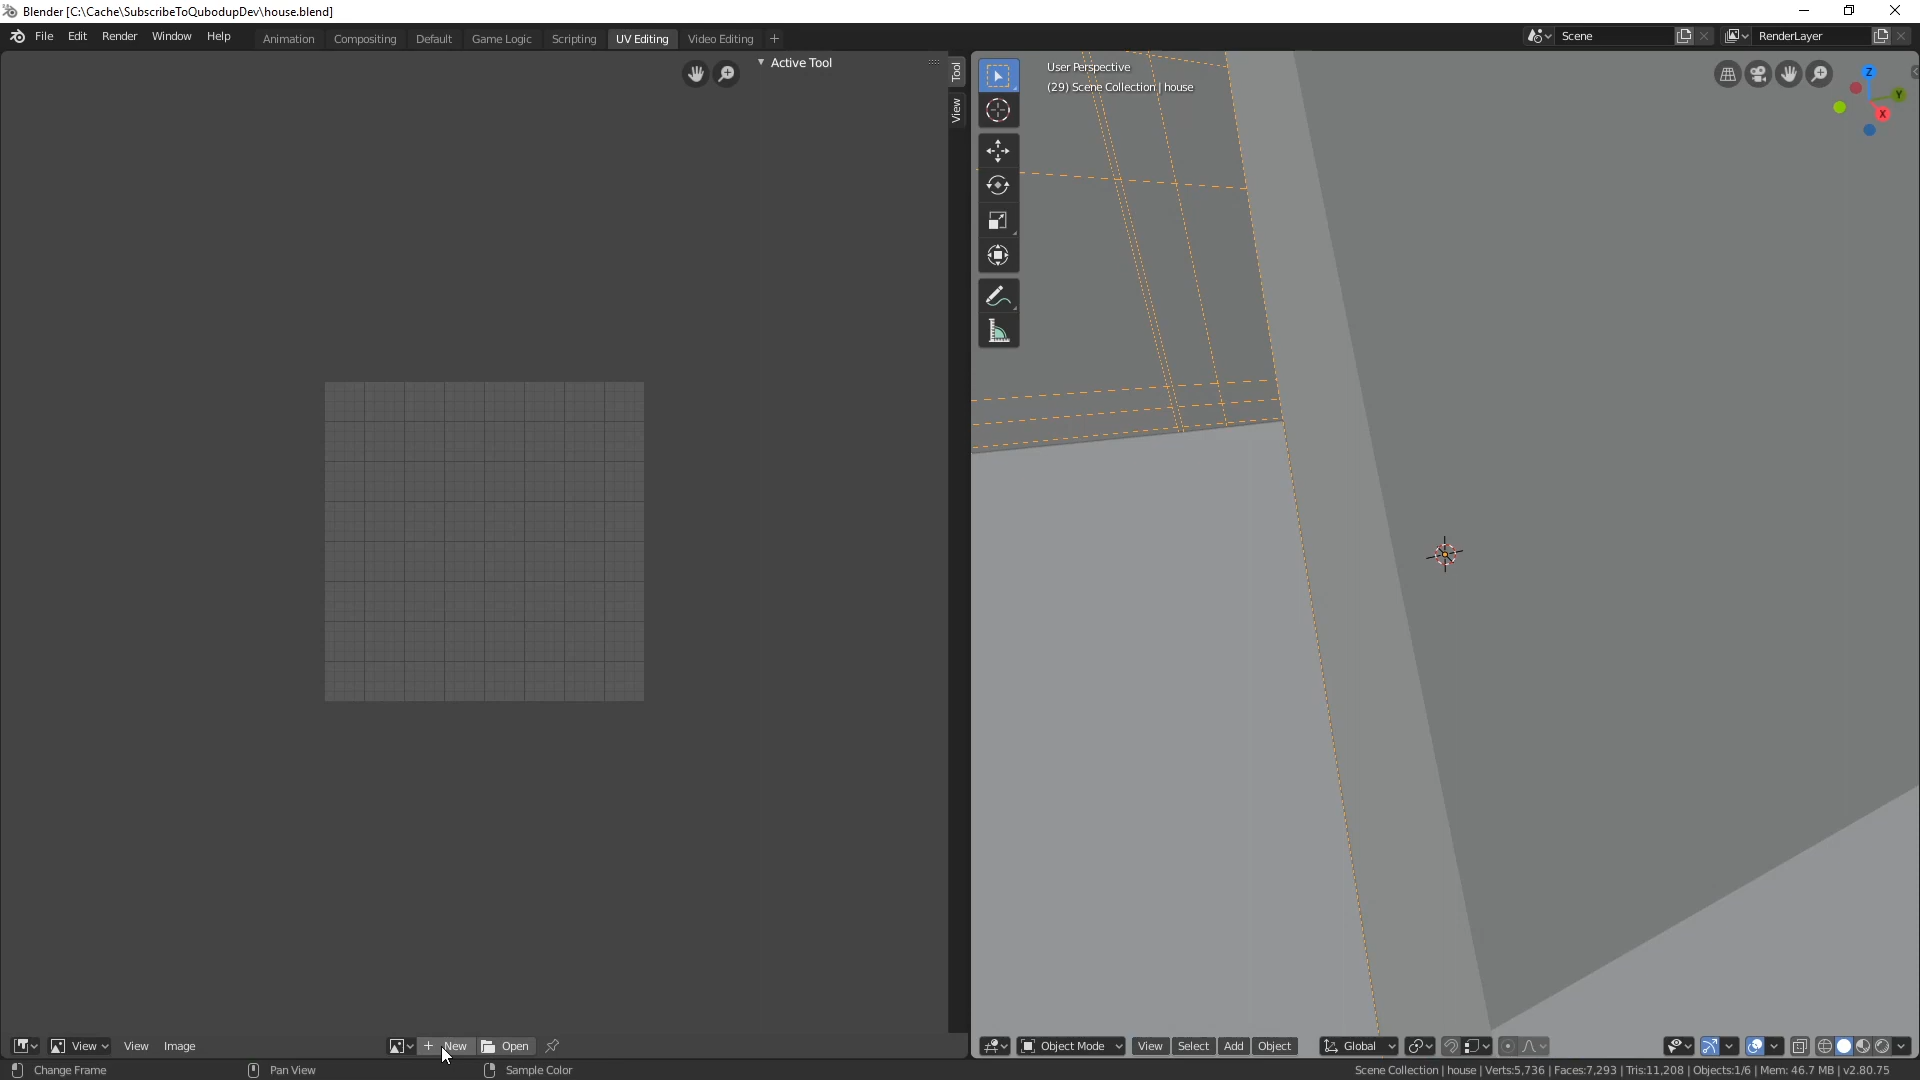 Blender [C:\Cache\SubscribeToQubodupDev\house.blend]
File Edit Render Window Help Animation Compositing Default Game Logic Scripting UV Editing Video Editing + Scene RenderLayer
Active Tool
Tool
View
User Perspective
(29) Scene Collection | house
Z
Y
X
View View Image + New Open
Object Mode View Select Add Object Global
Change Frame Pan View Sample Color
Scene Collection | house | Verts:5,736 | Faces:7,293 | Tris:11,208 | Objects:1/6 | Mem: 46.7 MB | v2.80.75